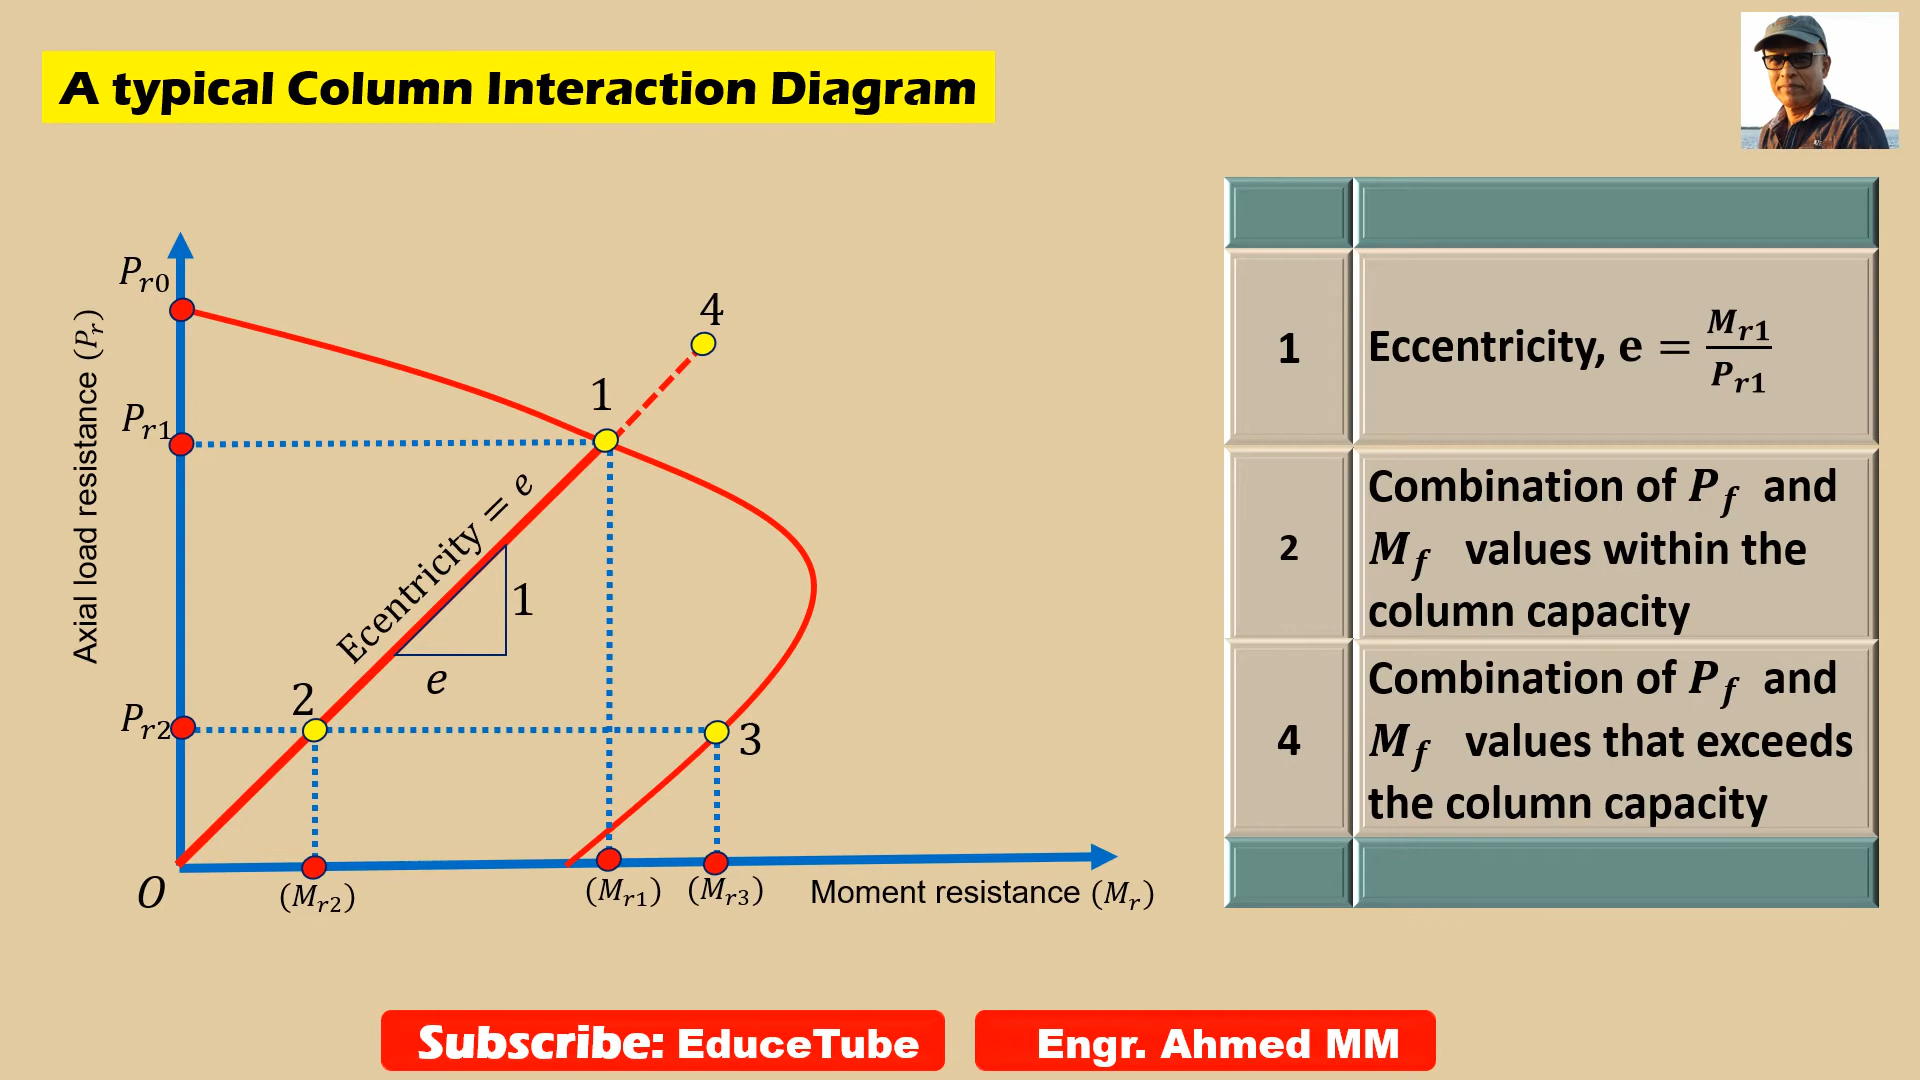 A typical Column Interaction Diagram
Axial load resistance (P_r)
P_r0
P_r1
P_r2
4
1
Ecentricity = e
1
e
2
3
O
(M_r2)
(M_r1)
(M_r3)
Moment resistance (M_r)
1
Eccentricity, e = M_r1 / P_r1
2
Combination of P_f and
M_f values within the
column capacity
4
Combination of P_f and
M_f values that exceeds
the column capacity
Subscribe: EduceTube
Engr. Ahmed MM